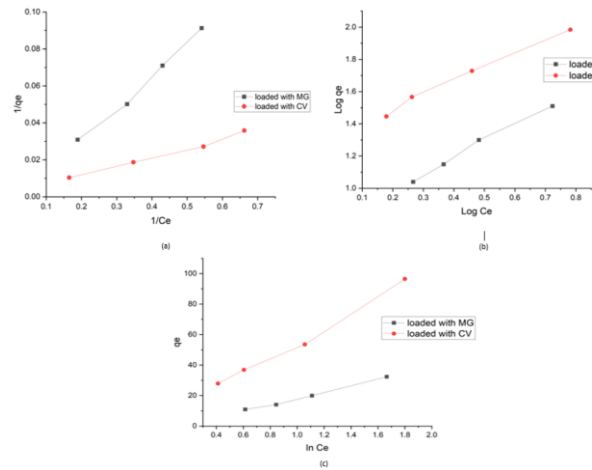 0.10
0.08
0.06
0.04
0.02
0.00
1/qe
loaded with MG
loaded with CV
0.1 0.2 0.3 0.4 0.5 0.6 0.7
1/Ce
(a)
2.0
1.8
1.6
1.4
1.2
1.0
Log qe
loade
loade
0.1 0.2 0.3 0.4 0.5 0.6 0.7 0.8
Log Ce
(b)
100
80
60
40
20
0
qe
loaded with MG
loaded with CV
0.4 0.6 0.8 1.0 1.2 1.4 1.6 1.8 2.0
ln Ce
(c)